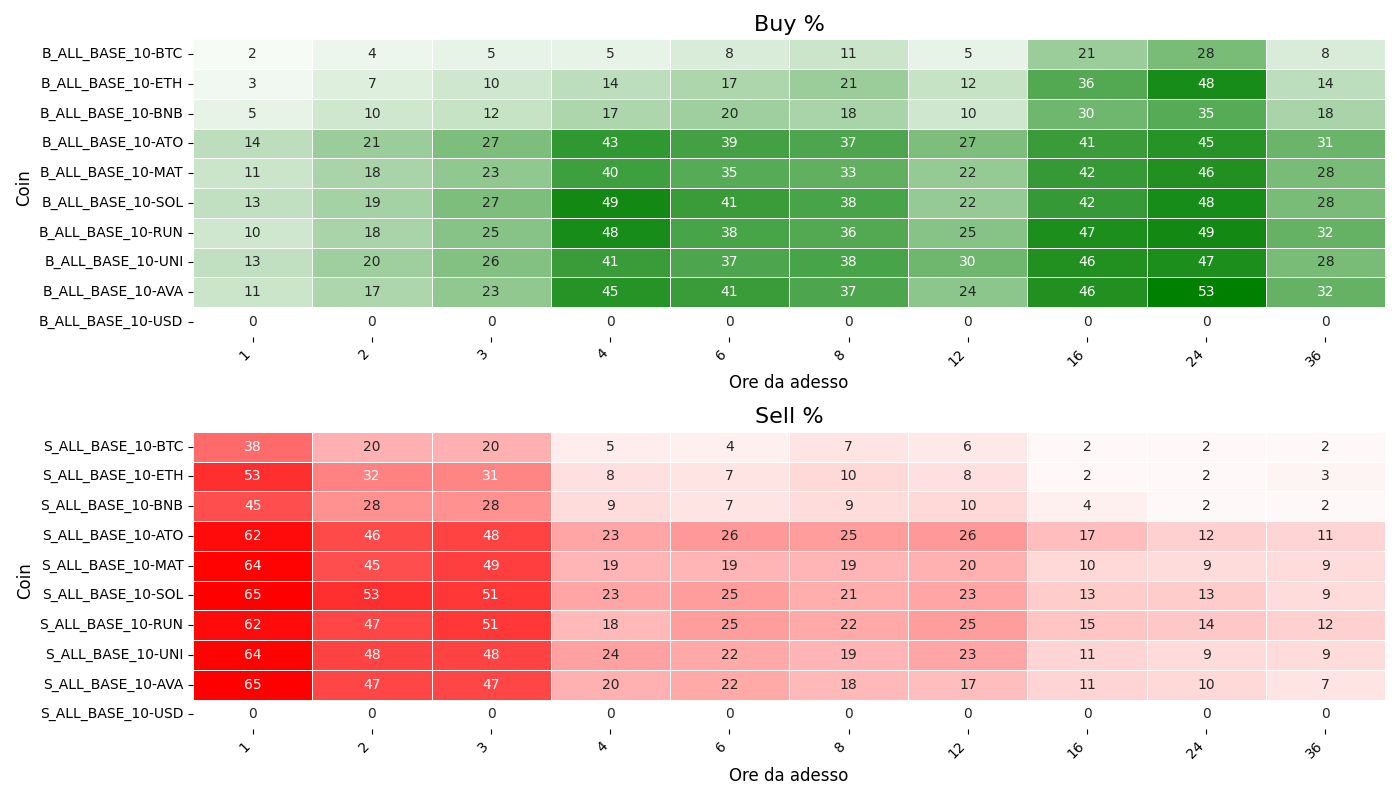 Buy %
Coin
B_ALL_BASE_10-BTC 2 4 5 5 8 11 5 21 28 8
B_ALL_BASE_10-ETH 3 7 10 14 17 21 12 36 48 14
B_ALL_BASE_10-BNB 5 10 12 17 20 18 10 30 35 18
B_ALL_BASE_10-ATO 14 21 27 43 39 37 27 41 45 31
B_ALL_BASE_10-MAT 11 18 23 40 35 33 22 42 46 28
B_ALL_BASE_10-SOL 13 19 27 49 41 38 22 42 48 28
B_ALL_BASE_10-RUN 10 18 25 48 38 36 25 47 49 32
B_ALL_BASE_10-UNI 13 20 26 41 37 38 30 46 47 28
B_ALL_BASE_10-AVA 11 17 23 45 41 37 24 46 53 32
B_ALL_BASE_10-USD 0 0 0 0 0 0 0 0 0 0
1 2 3 4 6 8 12 16 24 36
Ore da adesso
Sell %
Coin
S_ALL_BASE_10-BTC 38 20 20 5 4 7 6 2 2 2
S_ALL_BASE_10-ETH 53 32 31 8 7 10 8 2 2 3
S_ALL_BASE_10-BNB 45 28 28 9 7 9 10 4 2 2
S_ALL_BASE_10-ATO 62 46 48 23 26 25 26 17 12 11
S_ALL_BASE_10-MAT 64 45 49 19 19 19 20 10 9 9
S_ALL_BASE_10-SOL 65 53 51 23 25 21 23 13 13 9
S_ALL_BASE_10-RUN 62 47 51 18 25 22 25 15 14 12
S_ALL_BASE_10-UNI 64 48 48 24 22 19 23 11 9 9
S_ALL_BASE_10-AVA 65 47 47 20 22 18 17 11 10 7
S_ALL_BASE_10-USD 0 0 0 0 0 0 0 0 0 0
1 2 3 4 6 8 12 16 24 36
Ore da adesso